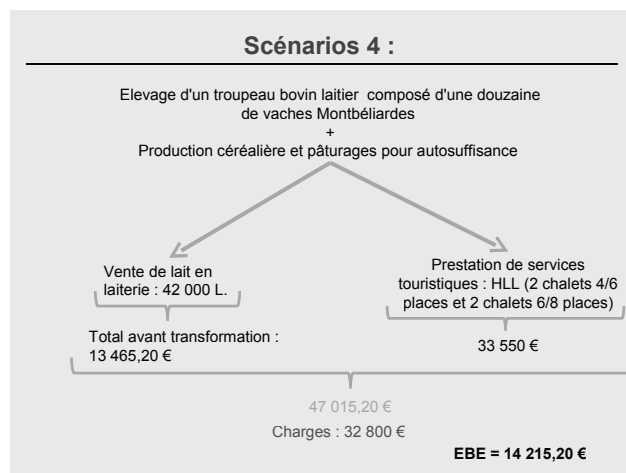 Scénarios 4 :
Elevage d'un troupeau bovin laitier composé d'une douzaine
de vaches Montbéliardes
+
Production céréalière et pâturages pour autosuffisance
Vente de lait en
laiterie : 42 000 L.
Prestation de services
touristiques : HLL (2 chalets 4/6
places et 2 chalets 6/8 places)
Total avant transformation :
13 465,20 €
33 550 €
47 015,20 €
Charges : 32 800 €
EBE = 14 215,20 €